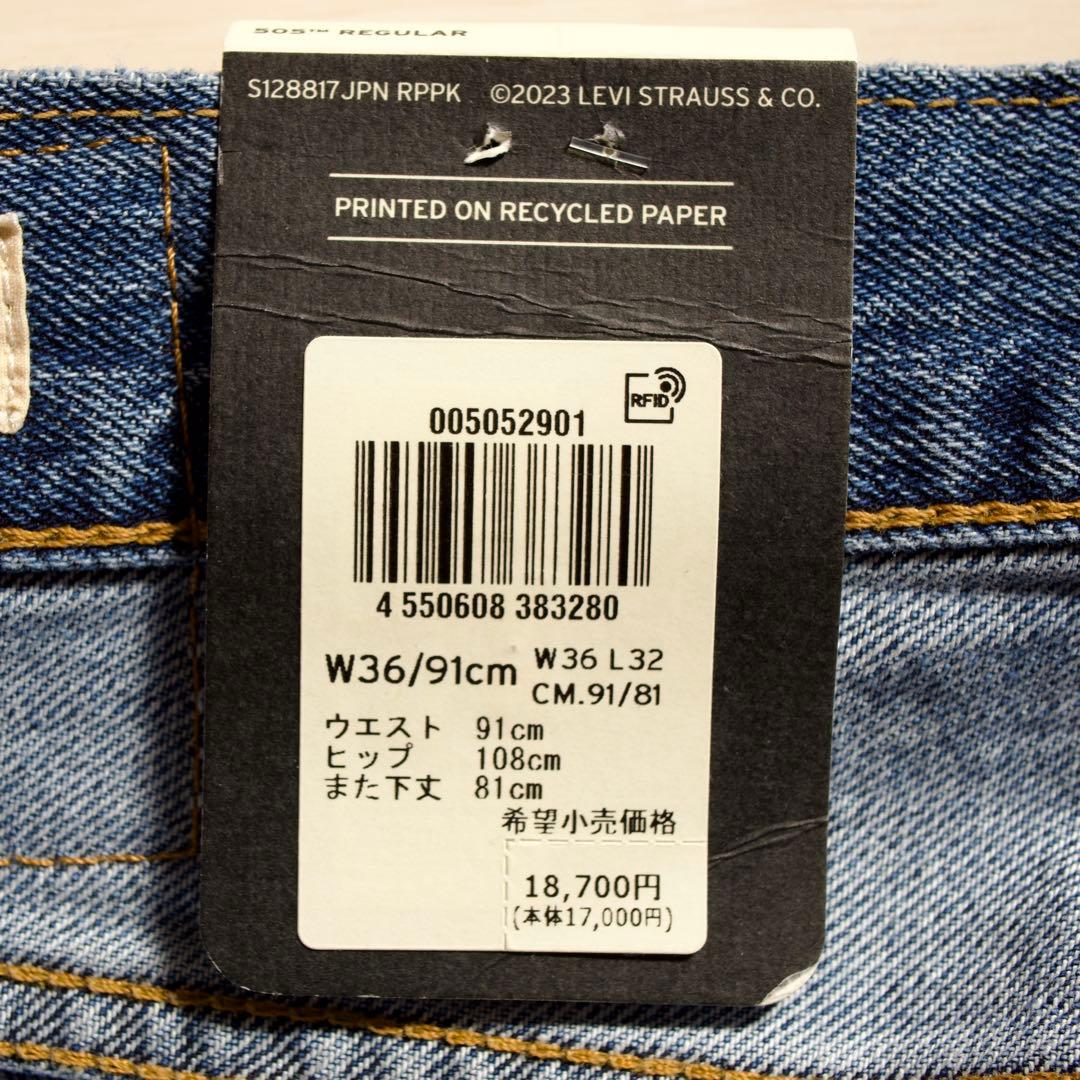 505™ REGULAR
S128817JPN RPPK ©2023 LEVI STRAUSS & CO.
PRINTED ON RECYCLED PAPER
RFID
005052901
4 550608 383280
W36/91cm W36 L32
CM.91/81
ウエスト 91cm
ヒップ 108cm
また下丈 81cm
希望小売価格
18,700円
(本体17,000円)